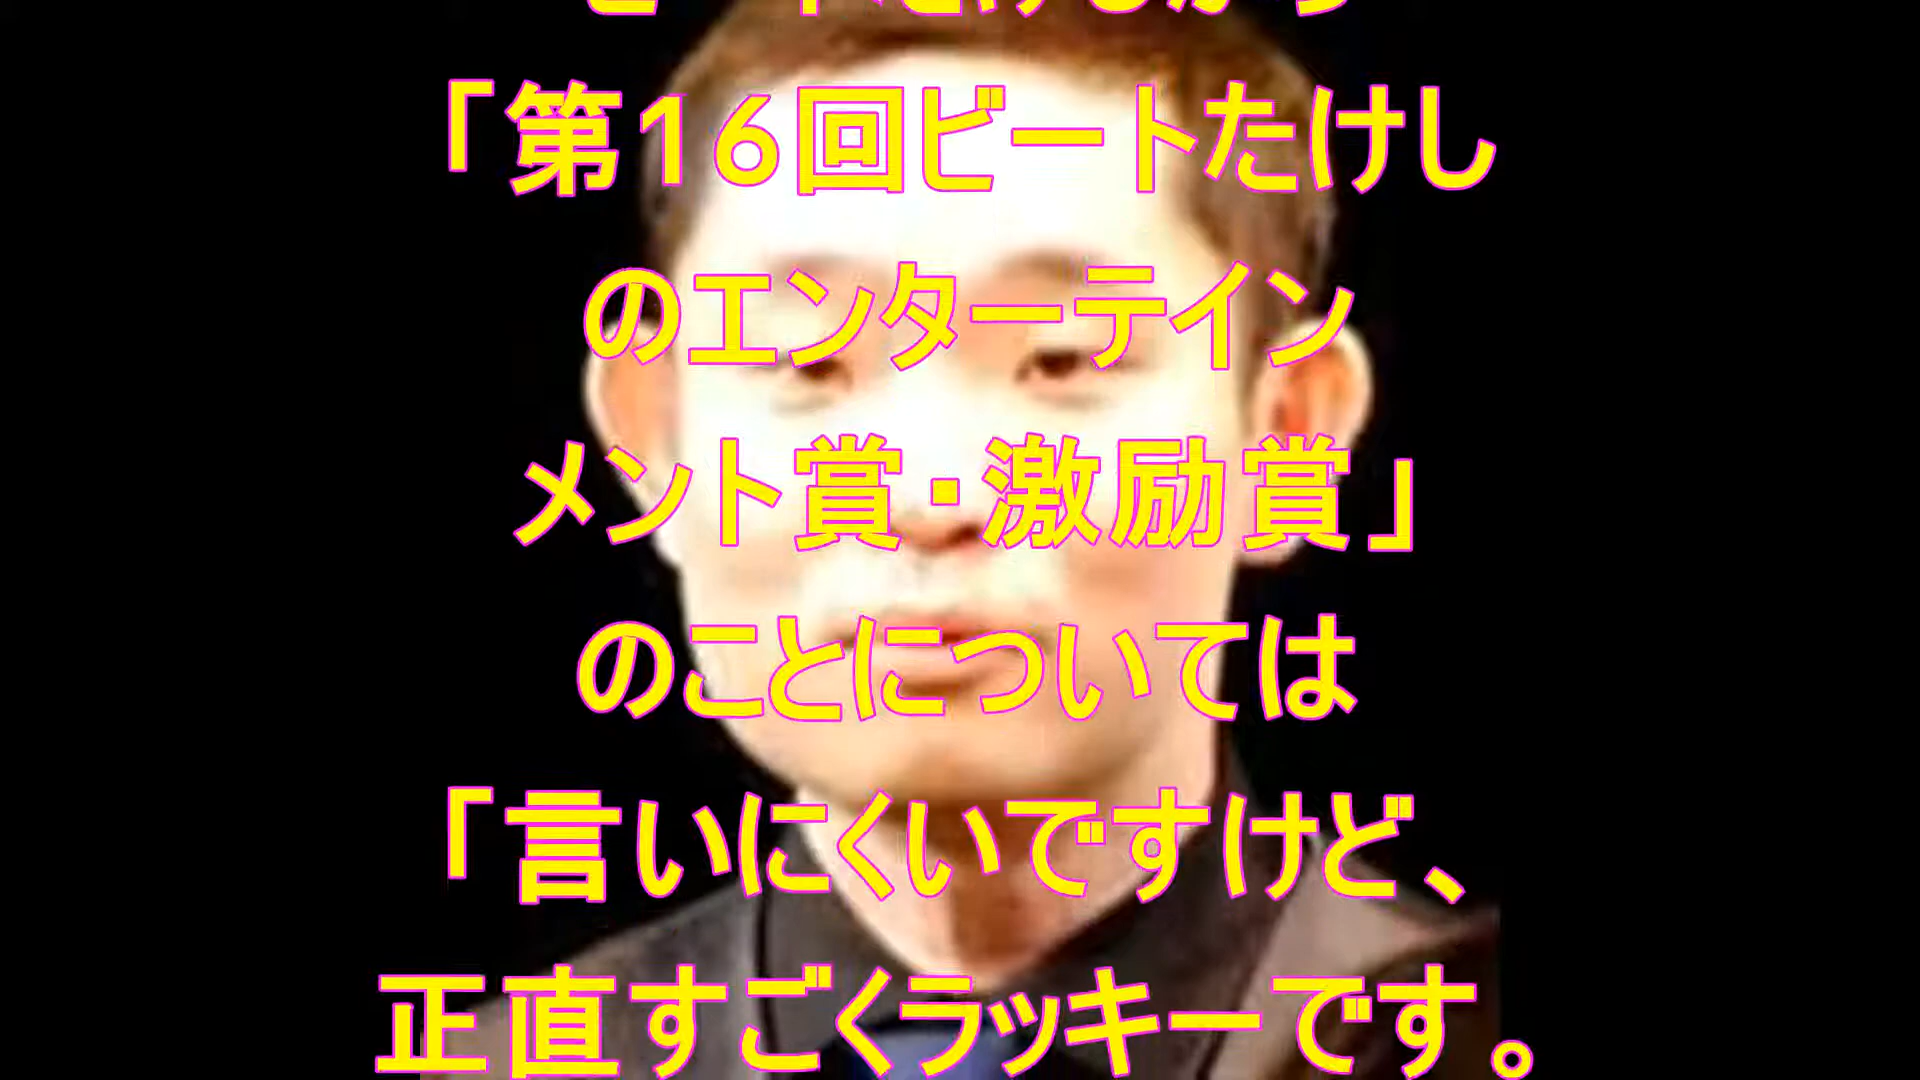 「第16回ビートたけし
のエンターテイン
メント賞・激励賞」
のことについては
「言いにくいですけど、
正直すごくラッキーです。